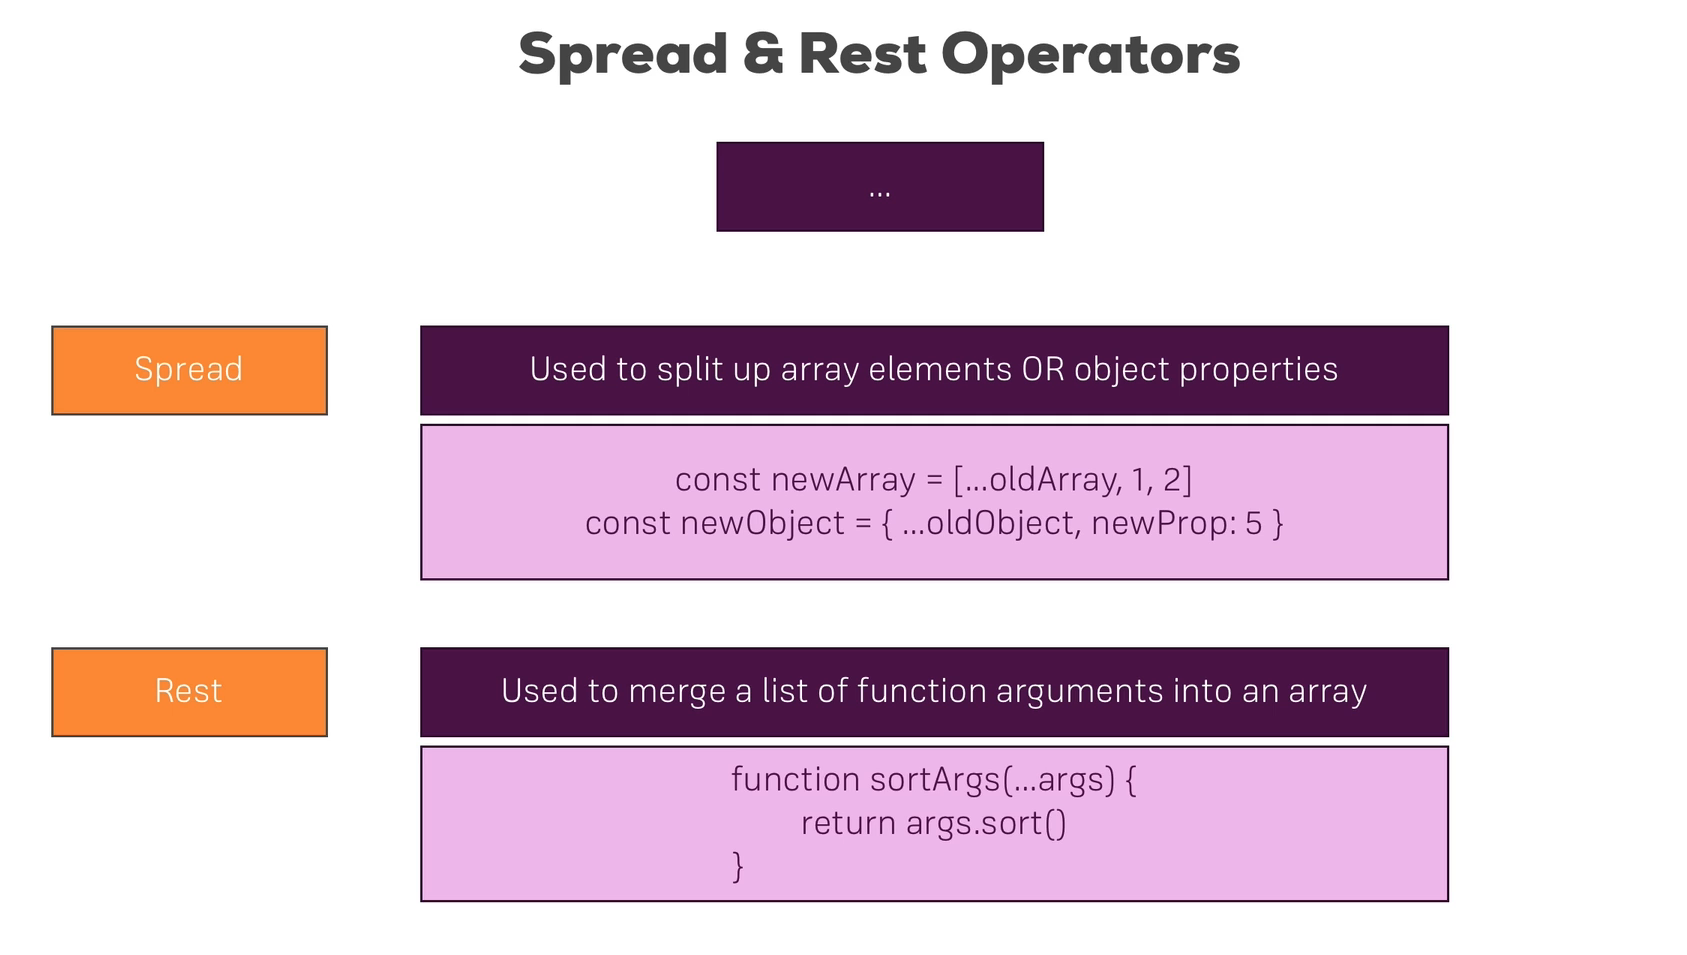 Spread & Rest Operators
...
Spread
Used to split up array elements OR object properties
const newArray = [...oldArray, 1, 2]
const newObject = { ...oldObject, newProp: 5 }
Rest
Used to merge a list of function arguments into an array
function sortArgs(...args) {
return args.sort()
}